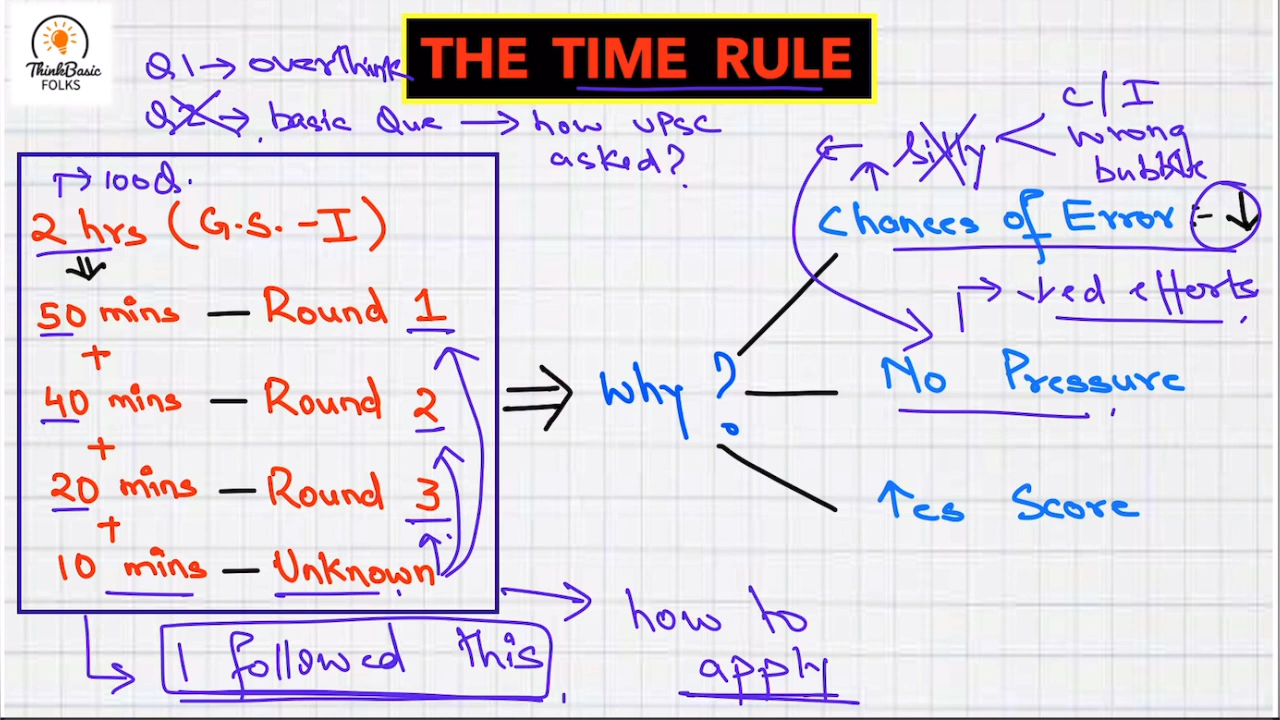 ThinkBasic
FOLKS
THE TIME RULE
Q1 → overthink
Q2 → basic Que → how UPSC
asked?
→ 100Q.
2 hrs (G.S. - I)
50 mins — Round 1
+
40 mins — Round 2
+
20 mins — Round 3
+
10 mins — Unknown
I followed this
how to
apply
Why?
← ↑ silly < C/I
wrong
bubble
Chances of Error :- ↓
→ ↓ed efforts
No Pressure
↑es Score